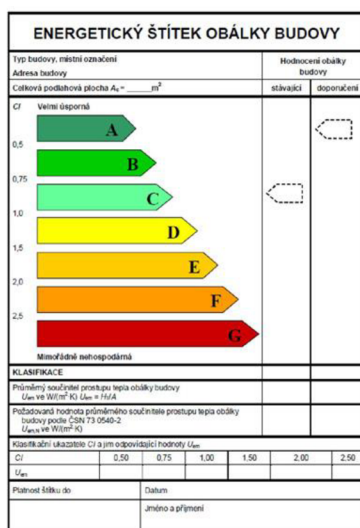 ENERGETICKÝ ŠTÍTEK OBÁLKY BUDOVY
Typ budovy, místní označení
Adresa budovy
Hodnocení obálky
budovy
Celková podlahová plocha Ac = ______m²
stávající
doporučení
CI
Velmi úsporná
A
0,5
B
0,75
C
1,0
D
1,5
E
2,0
F
2,5
G
Mimořádně nehospodárná
KLASIFIKACE
Průměrný součinitel prostupu tepla obálky budovy
Uem ve W/(m²·K) Uem = HT/A
Požadovaná hodnota průměrného součinitele prostupu tepla obálky
budovy podle ČSN 73 0540-2
Uem,N ve W/(m²·K)
Klasifikační ukazatele CI a jim odpovídající hodnoty Uem
CI 0,50 0,75 1,00 1,50 2,00 2.50
Uem
Platnost štítku do
Datum
Jméno a příjmení